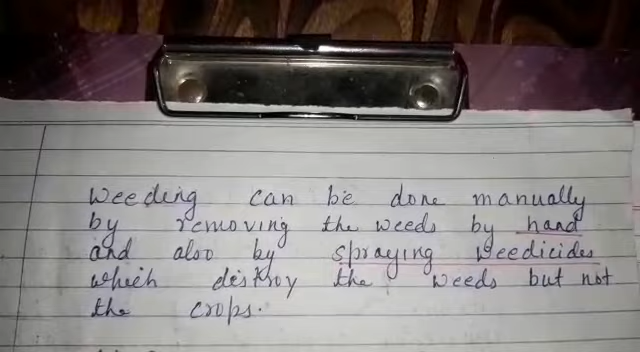 Weeding can be done manually
by removing the weeds by hand
and also by spraying weedicides
which destroy the weeds but not
the crops.